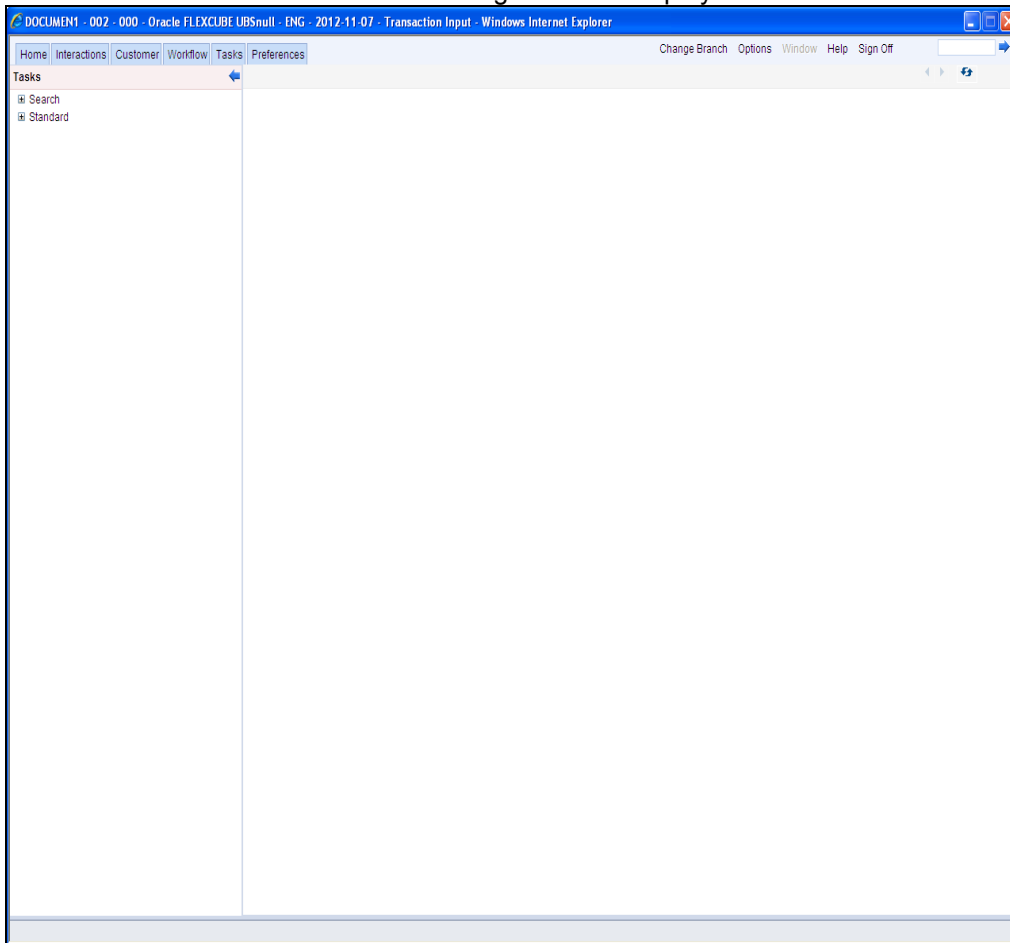 DOCUMEN1 - 002 - 000 - Oracle FLEXCUBE UBSnull - ENG - 2012-11-07 - Transaction Input - Windows Internet Explorer
Home Interactions Customer Workflow Tasks Preferences Change Branch Options Window Help Sign Off
Tasks
Search
Standard